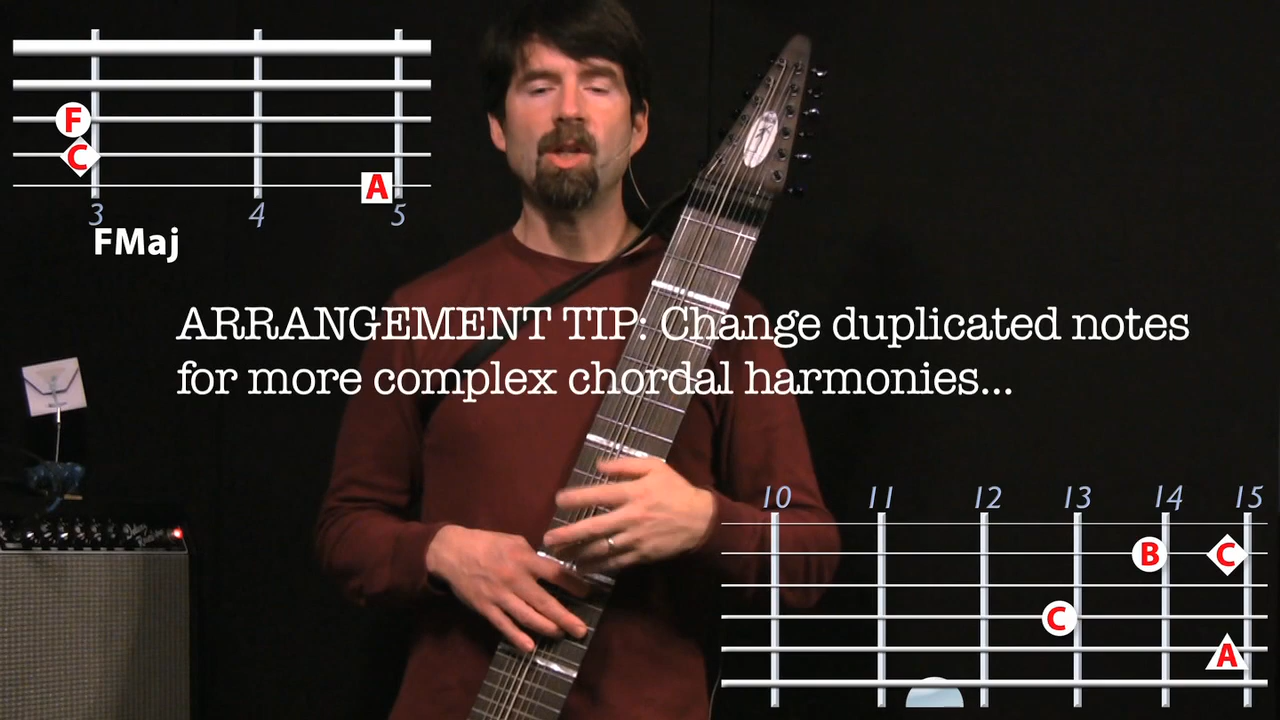 F
C
A
3 4 5
FMaj
ARRANGEMENT TIP: Change duplicated notes
for more complex chordal harmonies...
10 11 12 13 14 15
B C
C
A